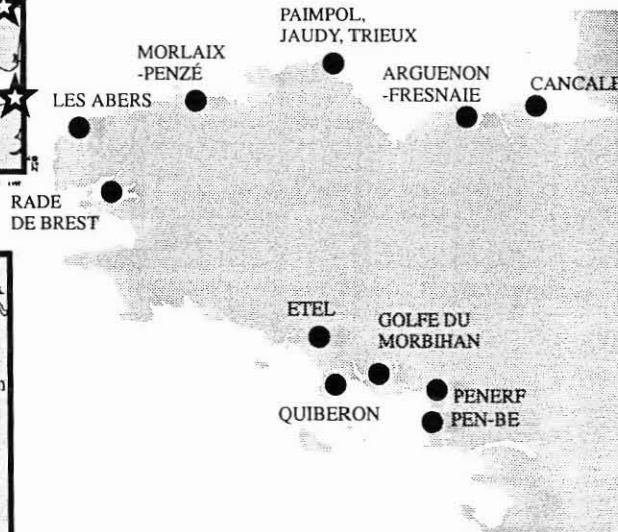 PAIMPOL,
JAUDY, TRIEUX
MORLAIX
-PENZÉ
ARGUENON
-FRESNAIE
CANCALE
LES ABERS
RADE
DE BREST
ETEL
GOLFE DU
MORBIHAN
QUIBERON
PENERF
PEN-BE